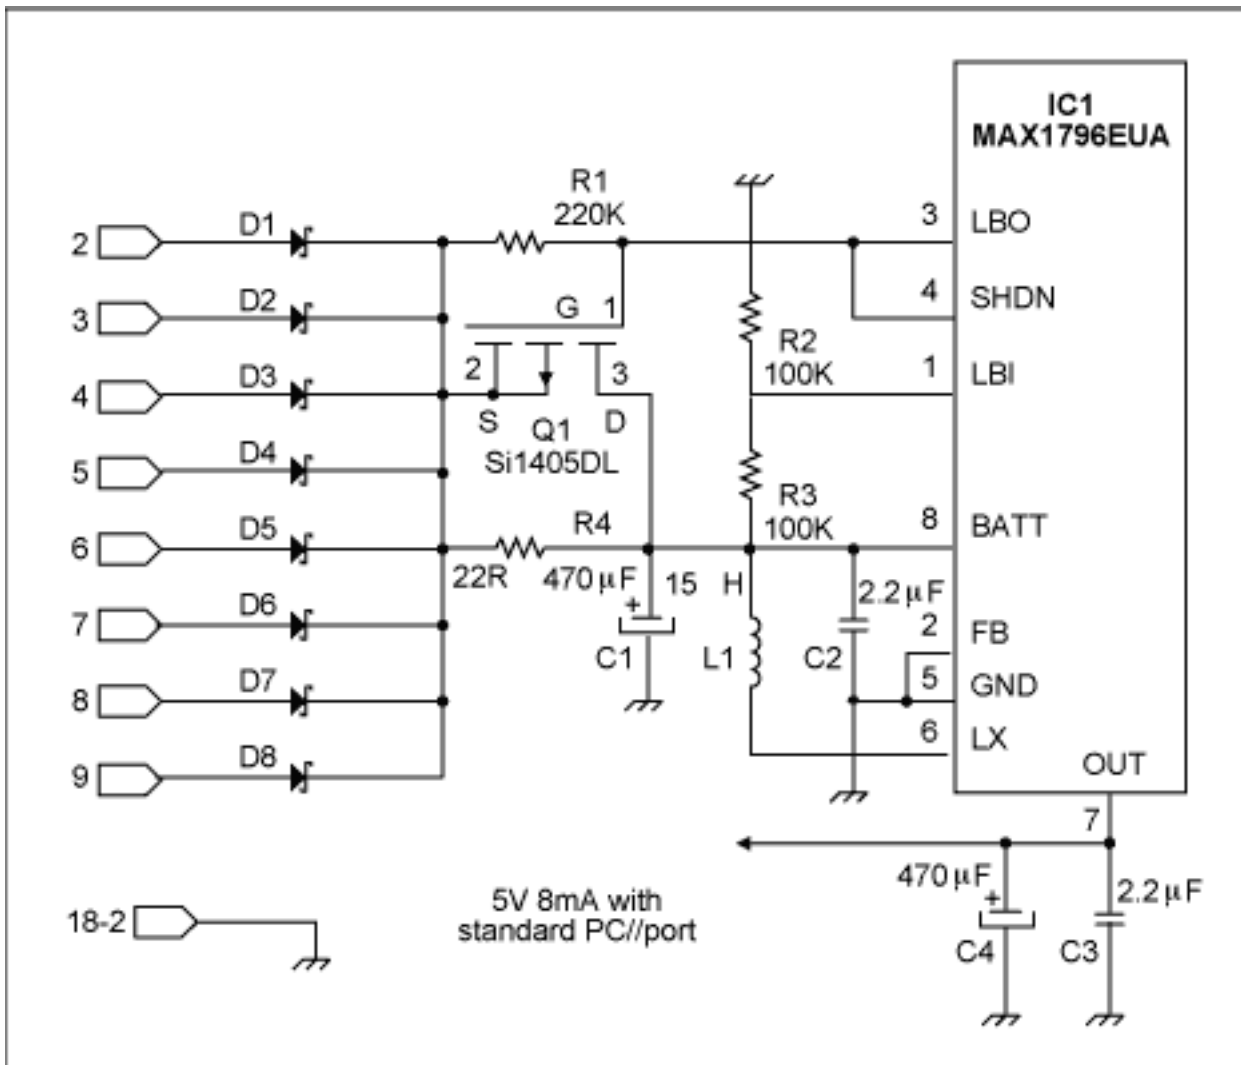 IC1
MAX1796EUA
R1
220K
2
D1
3
LBO
3
D2
G
1
4
SHDN
R2
100K
4
D3
2
3
1
LBI
S
Q1
D
Si1405DL
5
D4
R3
100K
6
D5
R4
8
BATT
22R
470µF
15
H
2.2µF
7
D6
+
2
FB
C1
L1
C2
8
D7
5
GND
6
LX
9
D8
OUT
7
470µF
2.2µF
+
18-2
5V 8mA with
standard PC//port
C4
C3